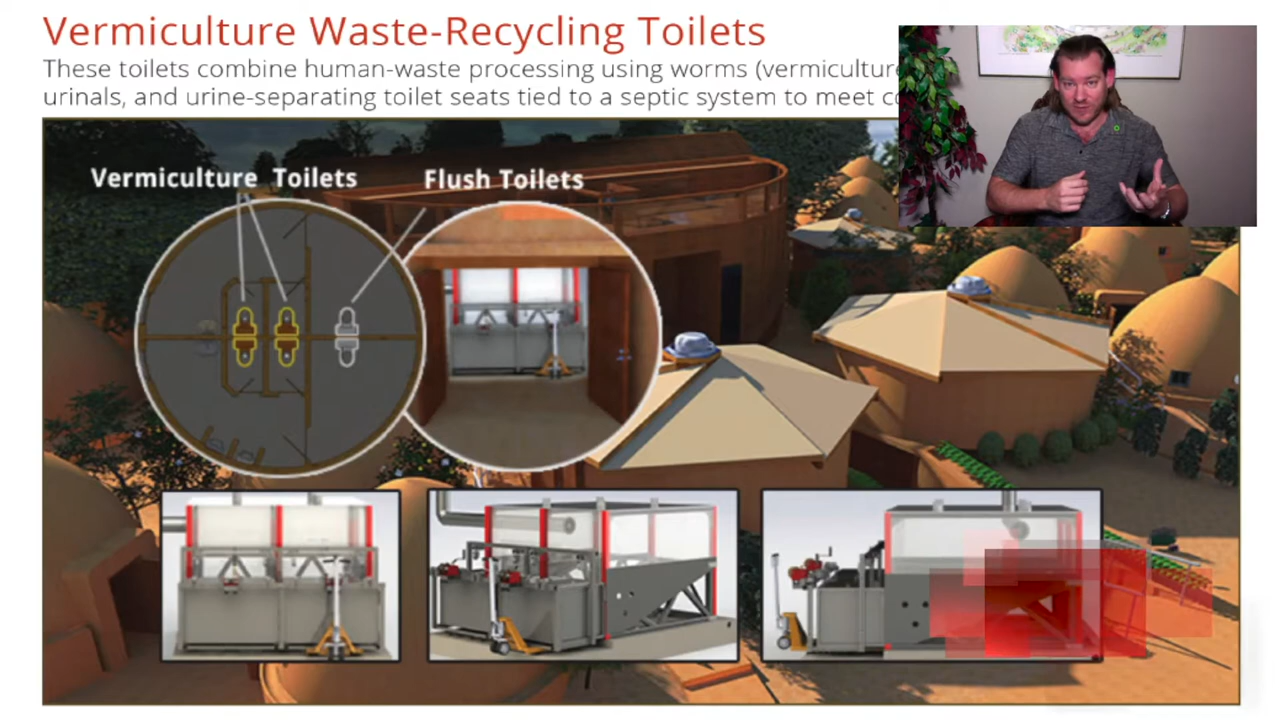 Vermiculture Waste-Recycling Toilets
These toilets combine human-waste processing using worms (vermiculture
urinals, and urine-separating toilet seats tied to a septic system to meet
Vermiculture Toilets
Flush Toilets